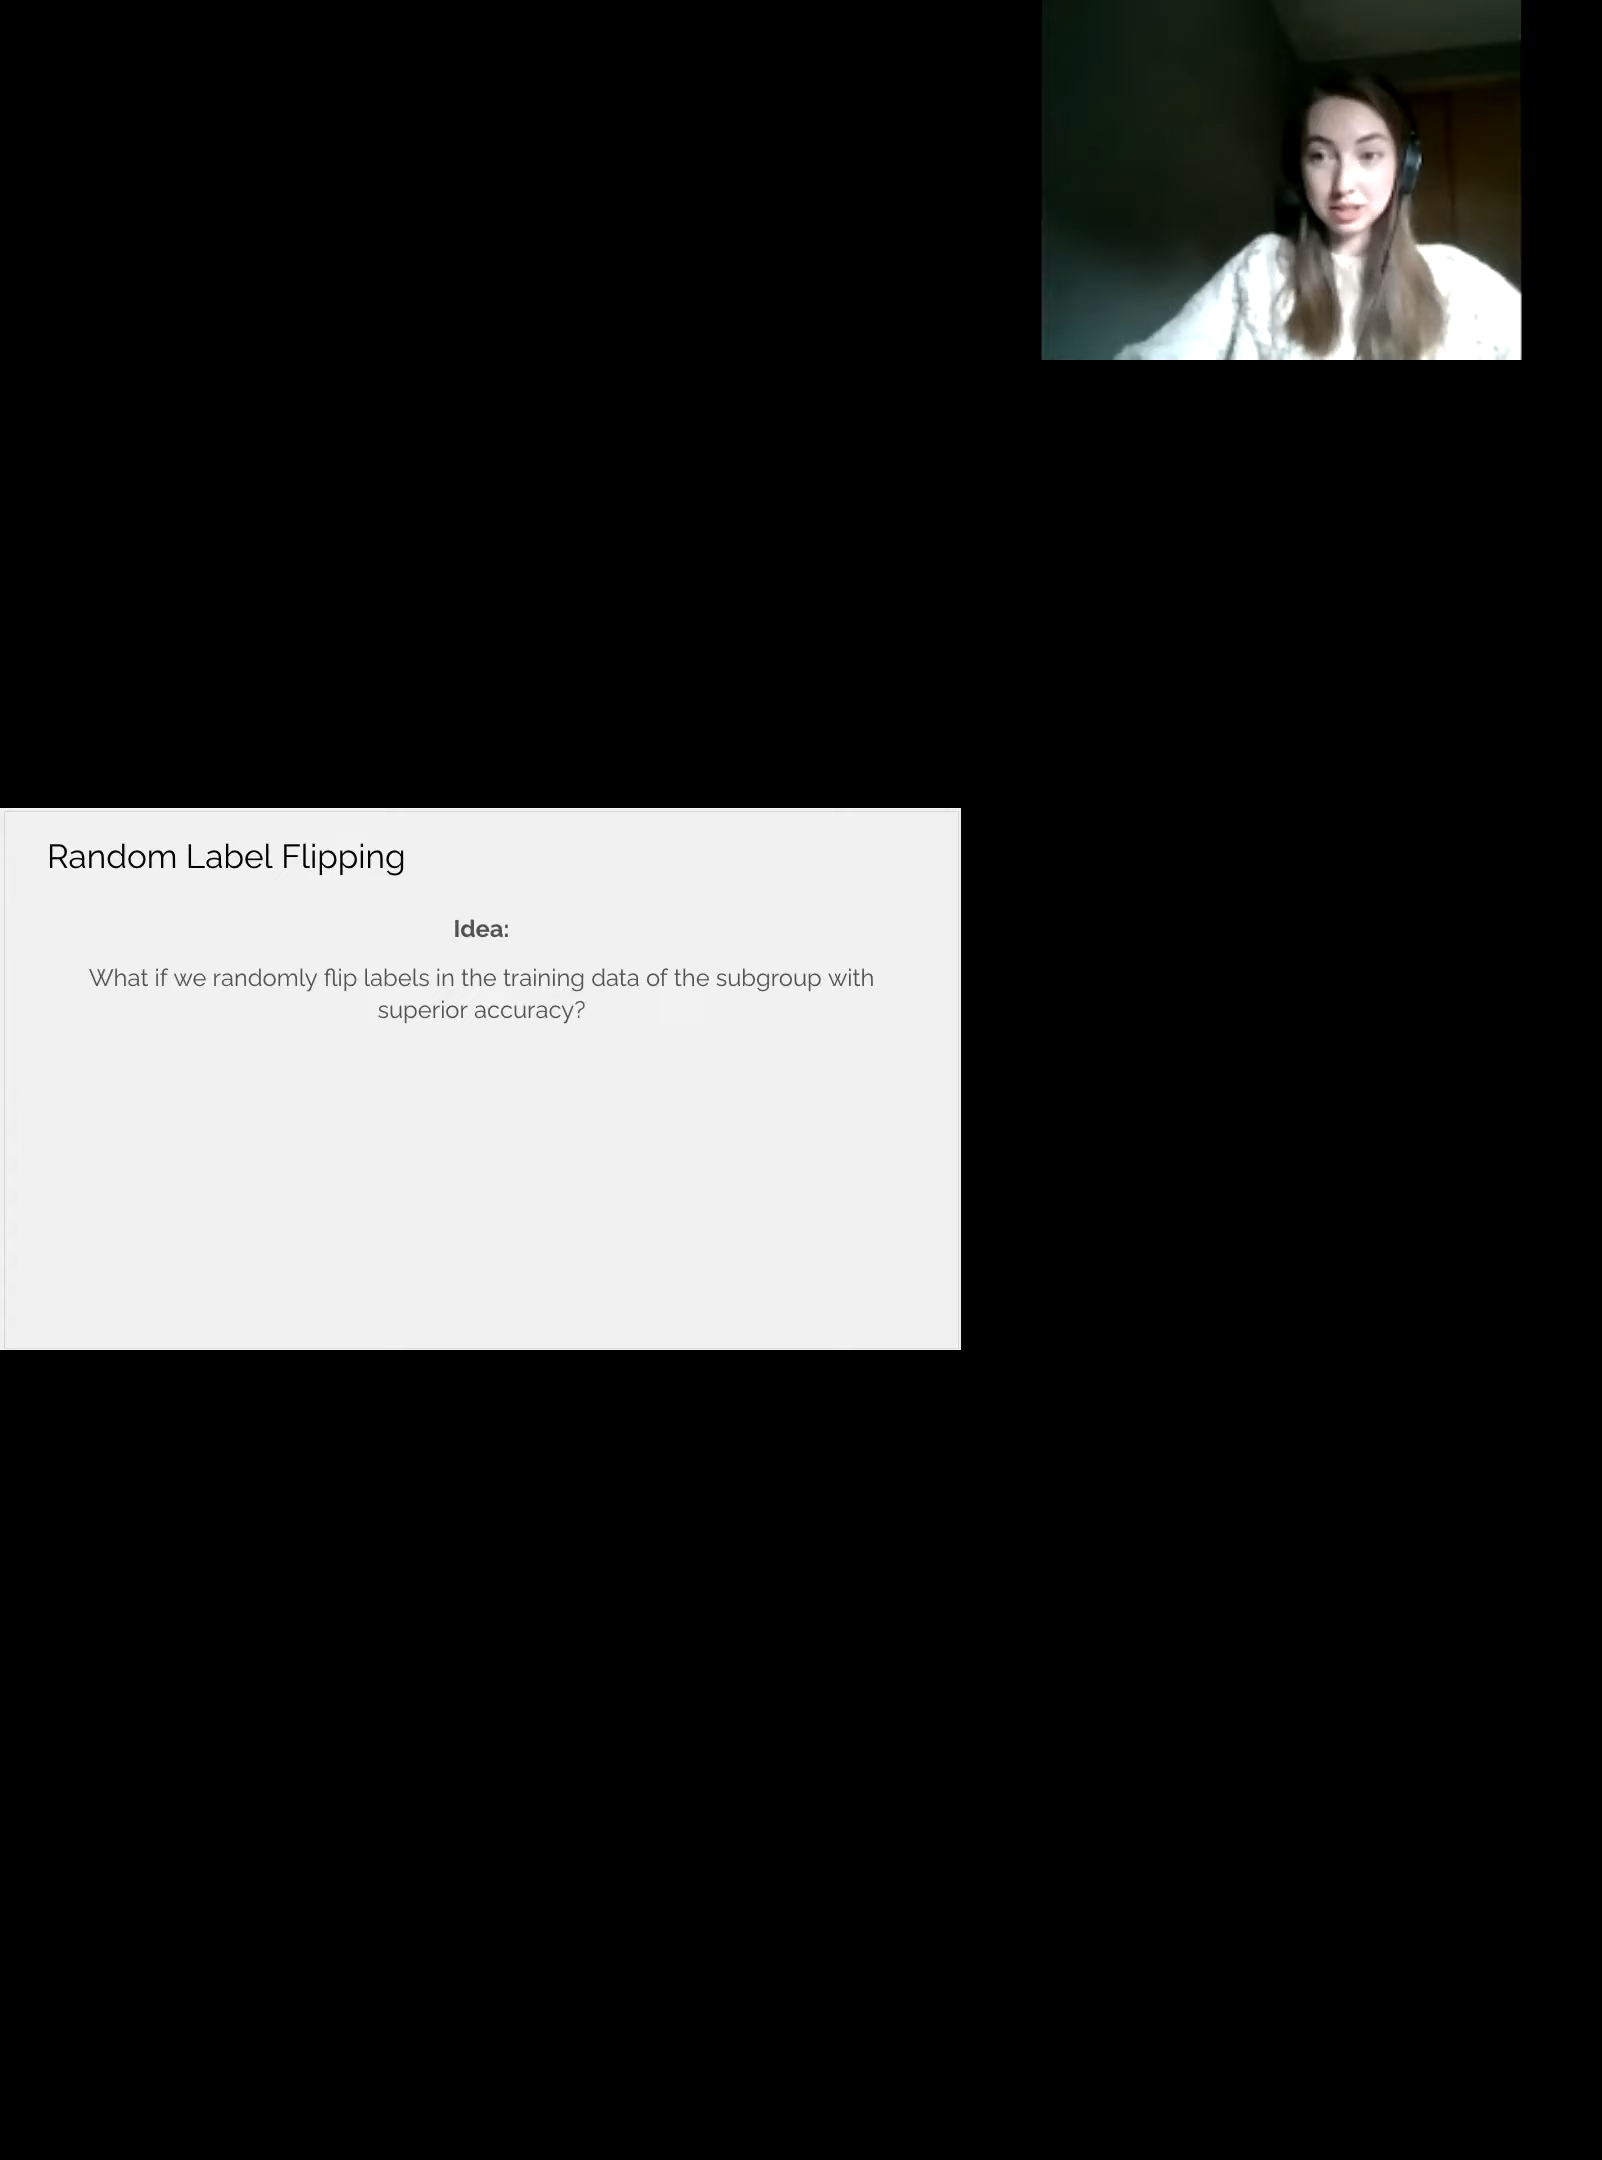 Random Label Flipping
Idea:
What if we randomly flip labels in the training data of the subgroup with
superior accuracy?